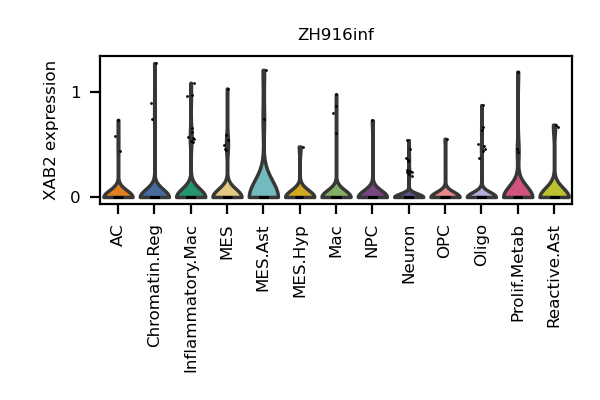 ZH916inf
XAB2 expression
1
0
AC
Chromatin.Reg
Inflammatory.Mac
MES
MES.Ast
MES.Hyp
Mac
NPC
Neuron
OPC
Oligo
Prolif.Metab
Reactive.Ast